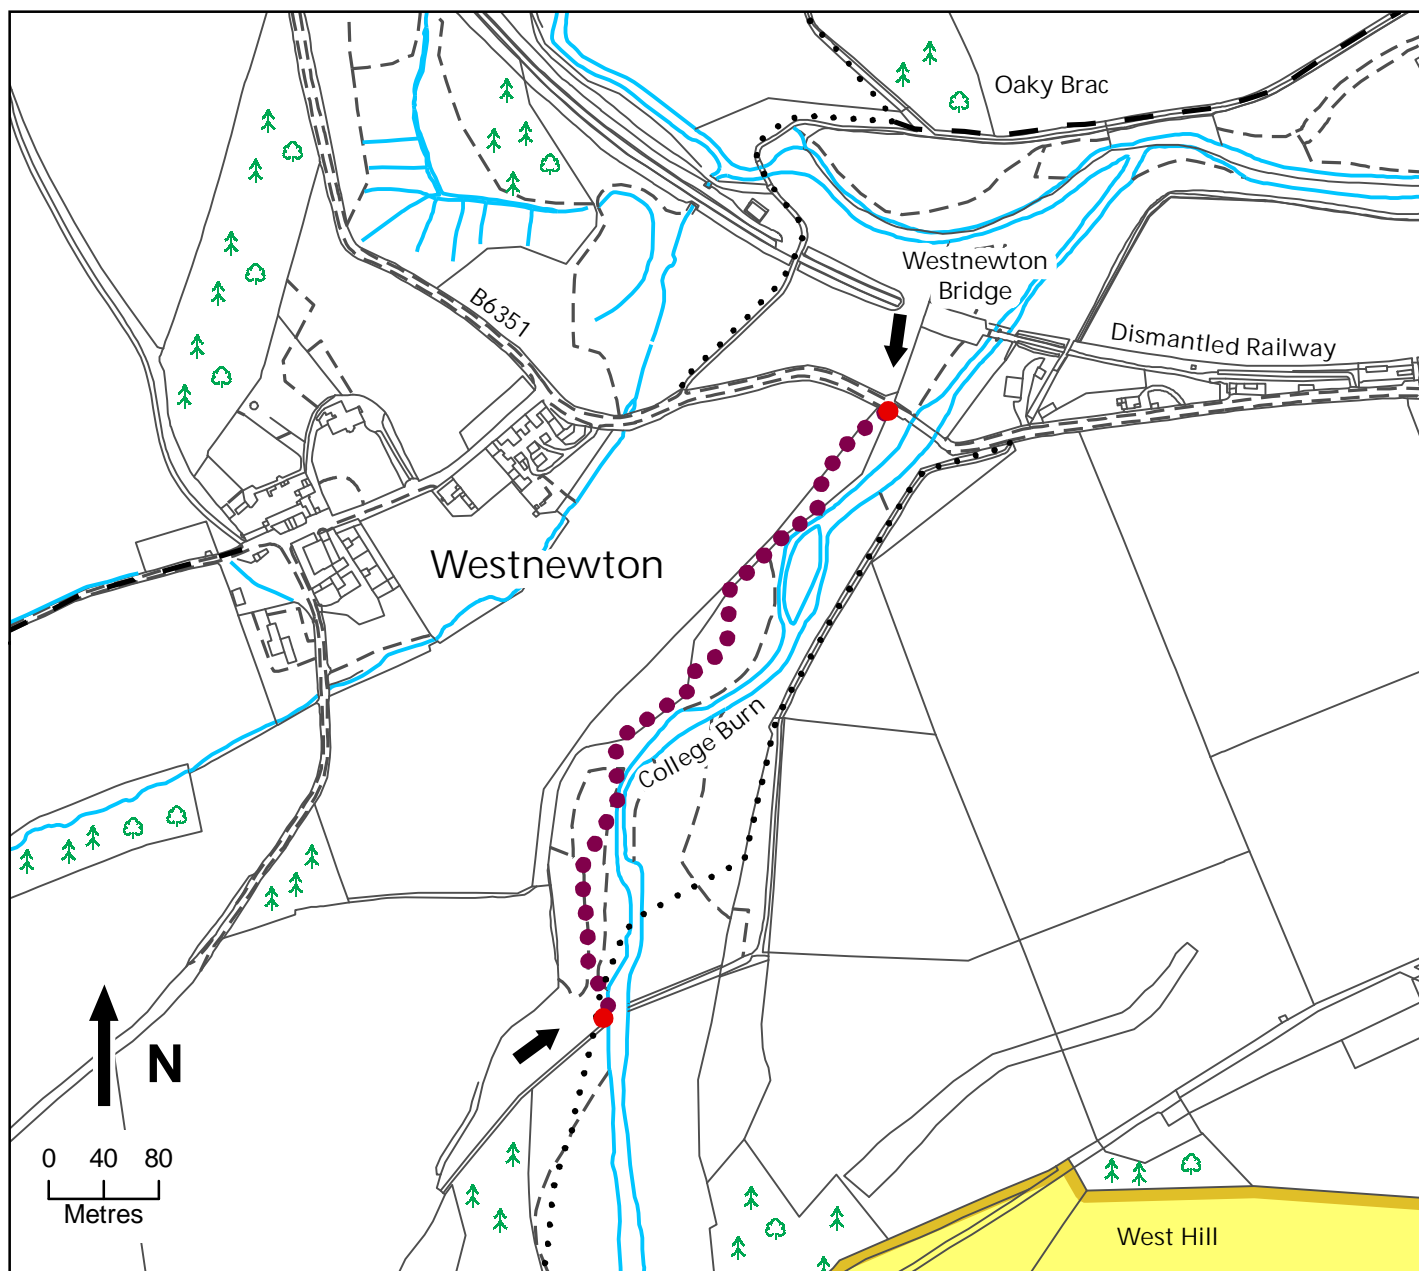 Oaky Brac
Westnewton
Bridge
B6351
Dismantled Railway
Westnewton
College Burn
N
0 40 80
Metres
West Hill